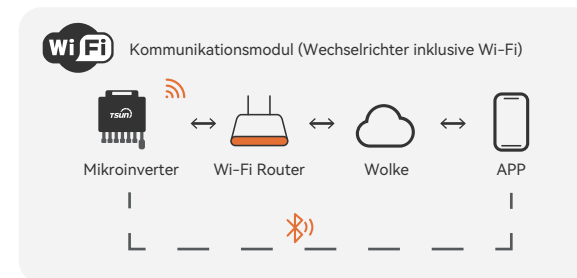 Wi Fi
Kommunikationsmodul (Wechselrichter inklusive Wi-Fi)
TSUN
Mikroinverter
Wi-Fi Router
Wolke
APP